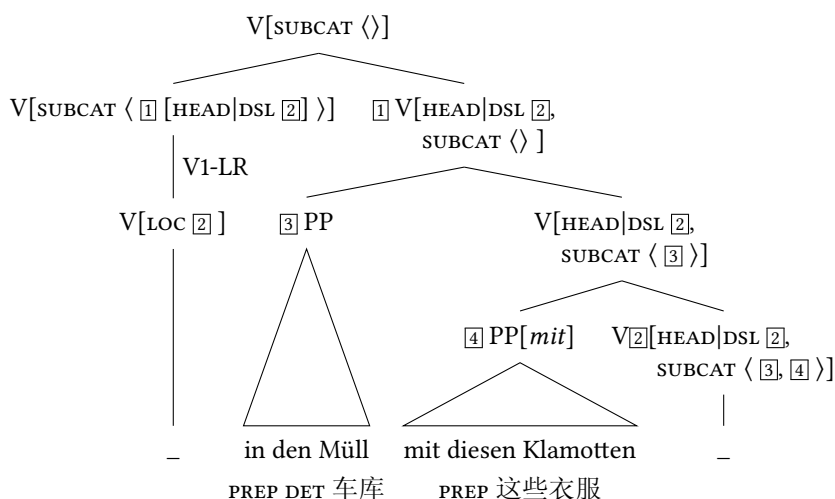 V[SUBCAT ⟨⟩]
V[SUBCAT ⟨ 1 [HEAD|DSL 2] ⟩] 1 V[HEAD|DSL 2,
SUBCAT ⟨⟩ ]
V1-LR
V[LOC 2 ] 3 PP V[HEAD|DSL 2,
SUBCAT ⟨ 3 ⟩]
4 PP[mit] V2[HEAD|DSL 2,
SUBCAT ⟨ 3, 4 ⟩]
_ in den Müll mit diesen Klamotten _
PREP DET 车库 PREP 这些衣服